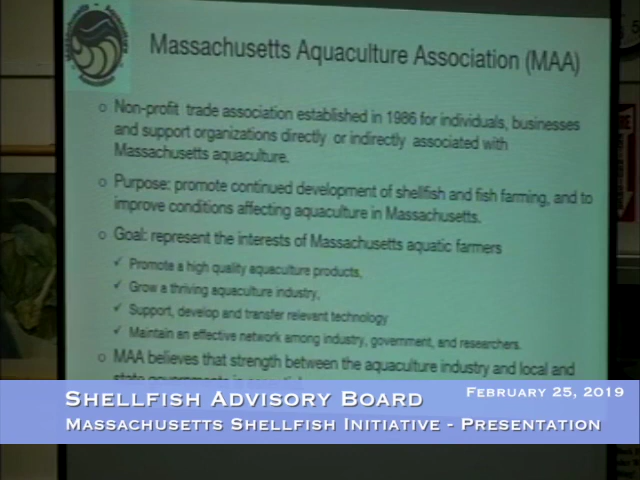 Massachusetts Aquaculture Association (MAA)
o Non-profit trade association established in 1986 for individuals, businesses
and support organizations directly or indirectly associated with
Massachusetts aquaculture.
o Purpose: promote continued development of shellfish and fish farming, and to
improve conditions affecting aquaculture in Massachusetts.
o Goal: represent the interests of Massachusetts aquatic farmers
✓ Promote a high quality aquaculture products,
✓ Grow a thriving aquaculture industry,
✓ Support, develop and transfer relevant technology
✓ Maintain an effective network among industry, government, and researchers.
o MAA believes that strength between the aquaculture industry and local and
Shellfish Advisory Board
February 25, 2019
Massachusetts Shellfish Initiative - Presentation